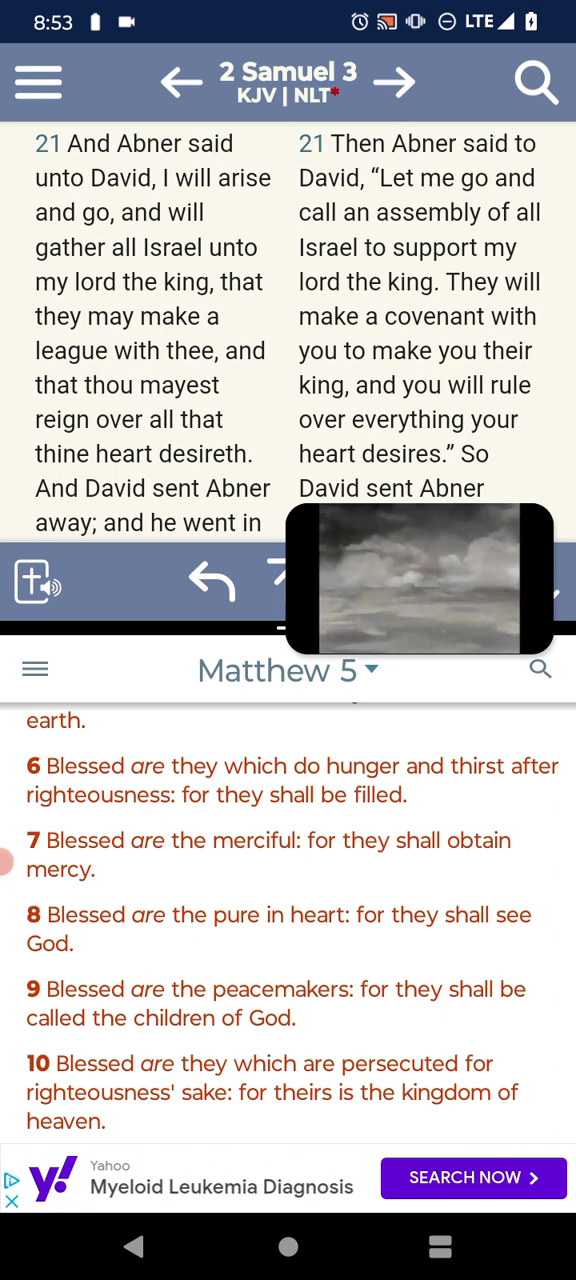 8:53
LTE
2 Samuel 3
KJV | NLT*
21 And Abner said
unto David, I will arise
and go, and will
gather all Israel unto
my lord the king, that
they may make a
league with thee, and
that thou mayest
reign over all that
thine heart desireth.
And David sent Abner
away; and he went in
21 Then Abner said to
David, “Let me go and
call an assembly of all
Israel to support my
lord the king. They will
make a covenant with
you to make you their
king, and you will rule
over everything your
heart desires.” So
David sent Abner
Matthew 5
earth.
6 Blessed are they which do hunger and thirst after
righteousness: for they shall be filled.
7 Blessed are the merciful: for they shall obtain
mercy.
8 Blessed are the pure in heart: for they shall see
God.
9 Blessed are the peacemakers: for they shall be
called the children of God.
10 Blessed are they which are persecuted for
righteousness' sake: for theirs is the kingdom of
heaven.
y!
Yahoo
Myeloid Leukemia Diagnosis
SEARCH NOW >